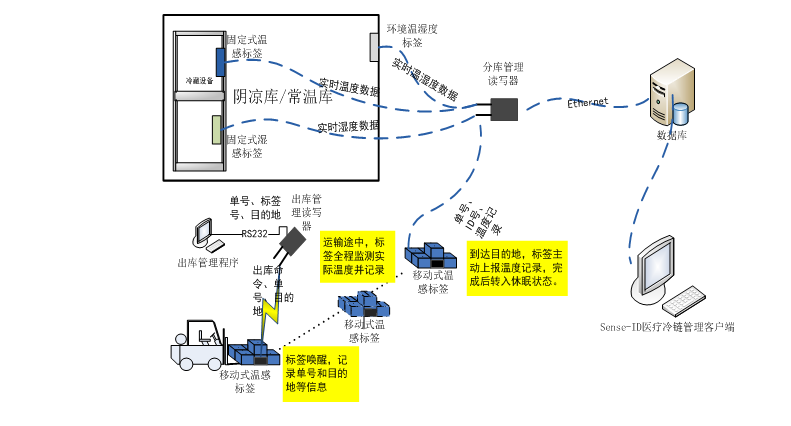 固定式温
感标签
冷藏设备
阴凉库/常温库
固定式湿
感标签
环境温湿度
标签
实时温度数据
实时温湿度数据
实时湿度数据
分库管理
读写器
Ethernet
数据库
单号、标签
号、目的地
出库管
理读写
器
RS232
出库管理程序
出库命
令、单
号、目的
地
单号、
ID号、
温度记
录
运输途中，标
签全程监测实
际温度并记录
移动式温
感标签
到达目的地，标签主
动上报温度记录，完
成后转入休眠状态。
移动式温
感标签
移动式温感
标签
标签唤醒，记
录单号和目的
地等信息
Sense-ID医疗冷链管理客户端